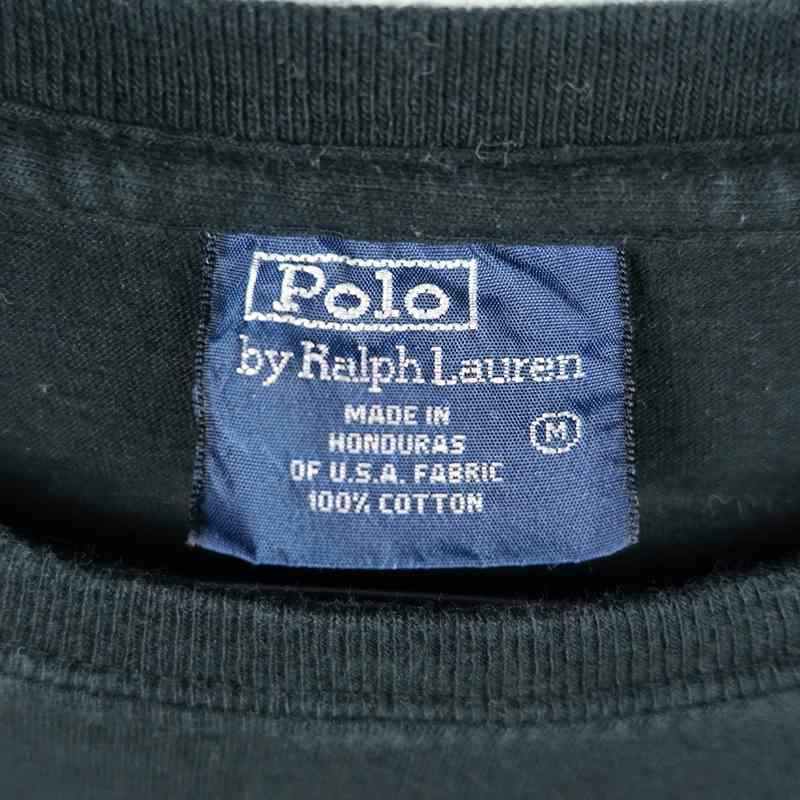 Polo
by Ralph Lauren
MADE IN
HONDURAS
OF U.S.A. FABRIC
100% COTTON
M